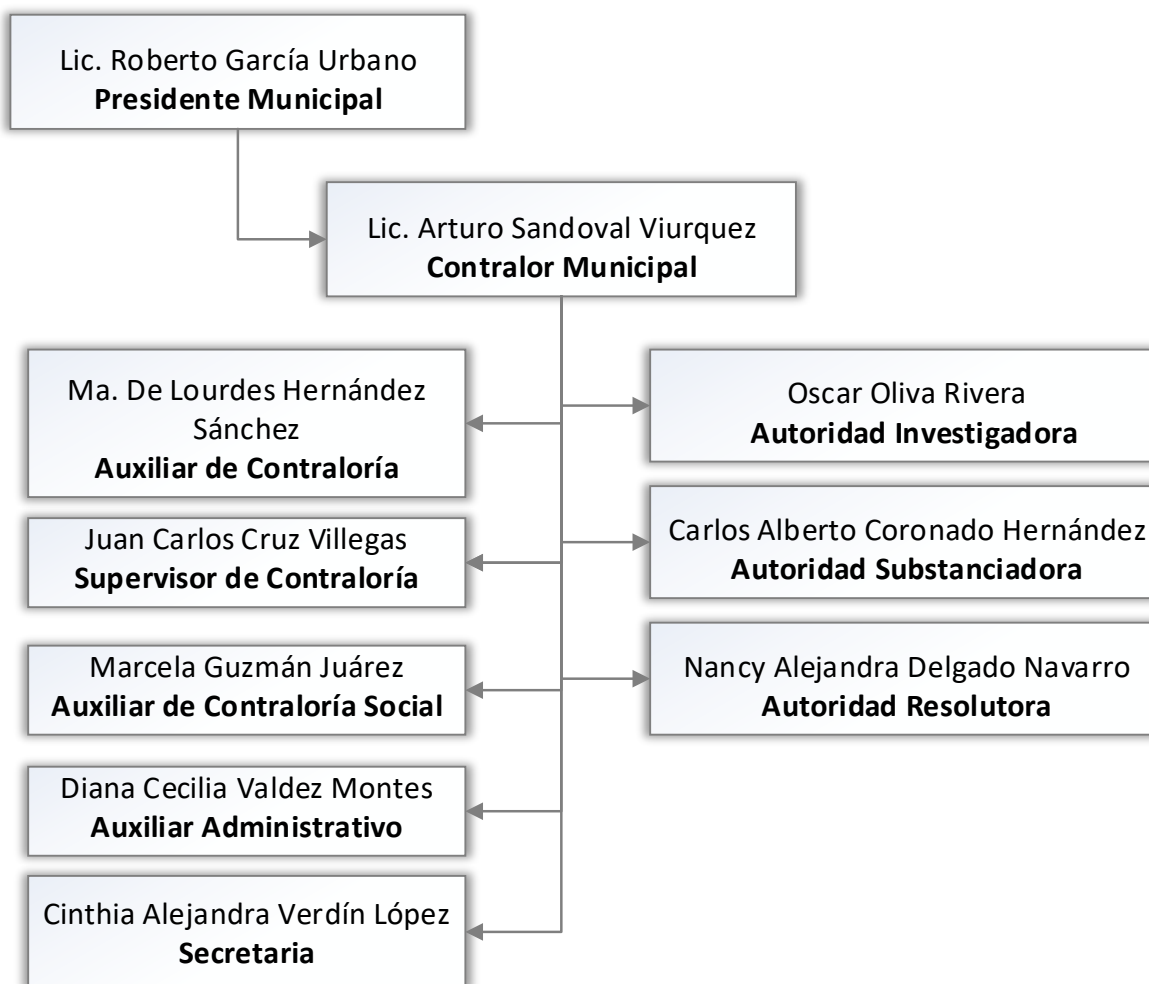 Lic. Roberto García Urbano
Presidente Municipal
Lic. Arturo Sandoval Viurquez
Contralor Municipal
Ma. De Lourdes Hernández
Sánchez
Auxiliar de Contraloría
Juan Carlos Cruz Villegas
Supervisor de Contraloría
Marcela Guzmán Juárez
Auxiliar de Contraloría Social
Diana Cecilia Valdez Montes
Auxiliar Administrativo
Cinthia Alejandra Verdín López
Secretaria
Oscar Oliva Rivera
Autoridad Investigadora
Carlos Alberto Coronado Hernández
Autoridad Substanciadora
Nancy Alejandra Delgado Navarro
Autoridad Resolutora